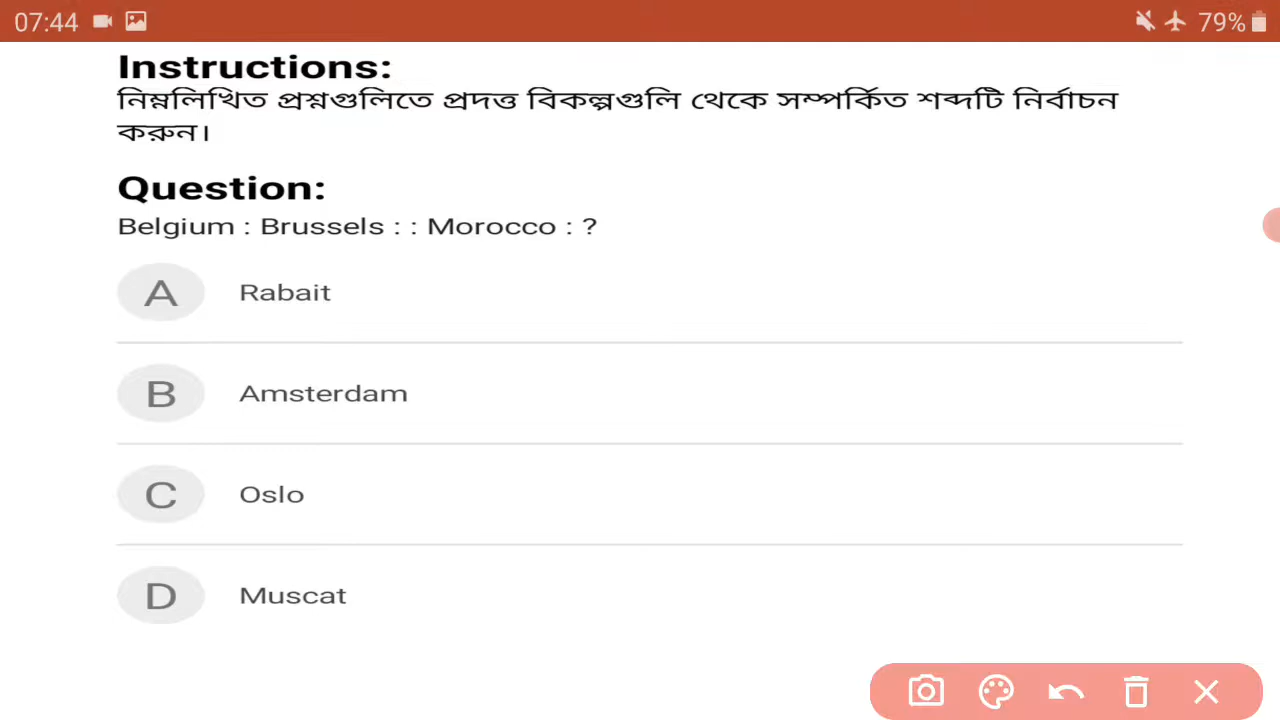 07:44 79%
Instructions:
নিম্নলিখিত প্রশ্নগুলিতে প্রদত্ত বিকল্পগুলি থেকে সম্পর্কিত শব্দটি নির্বাচন
করুন।
Question:
Belgium : Brussels : : Morocco : ?
A Rabait
B Amsterdam
C Oslo
D Muscat